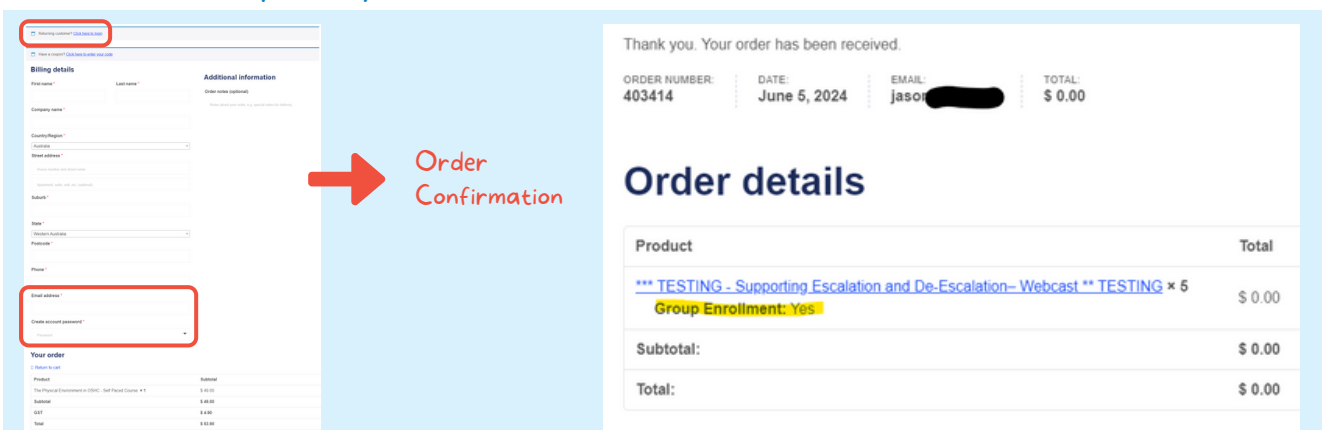 Returning customer? Click here to login
Have a coupon? Click here to enter your code
Billing details
First name *
Last name *
Company name *
Country/Region *
Australia
Street address *
House number and street name
Suburb *
State *
Western Australia
Postcode *
Phone *
Email address *
Create account password *
Password
Additional information
Order notes (optional)
Your order
Return to cart
Product Subtotal
The Physical Environment in OSHC - Self Paced Course × 1 $ 49.00
Subtotal $ 49.00
GST $ 4.90
Total $ 53.90
Order
Confirmation
Thank you. Your order has been received.
ORDER NUMBER:
403414
DATE:
June 5, 2024
EMAIL:
jason
TOTAL:
$ 0.00
Order details
Product Total
*** TESTING - Supporting Escalation and De-Escalation– Webcast ** TESTING × 5 $ 0.00
Group Enrollment: Yes
Subtotal: $ 0.00
Total: $ 0.00